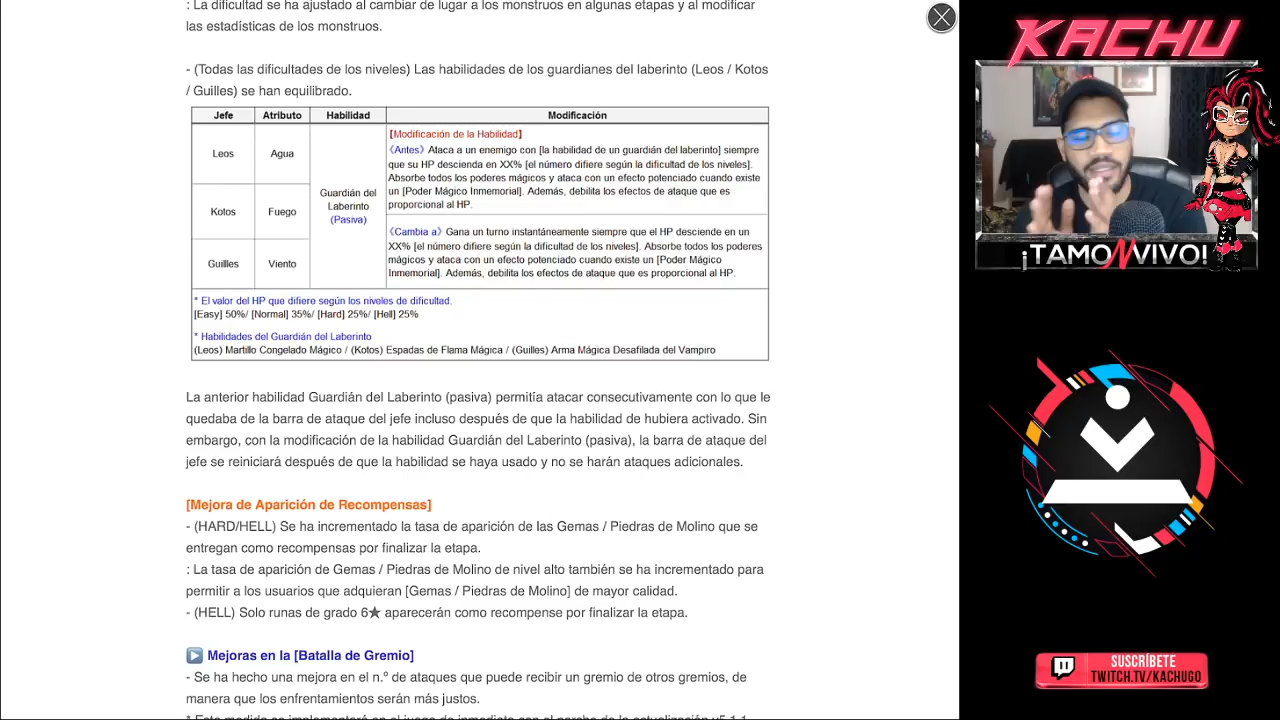 : La dificultad se ha ajustado al cambiar de lugar a los monstruos en algunas etapas y al modificar
las estadísticas de los monstruos.
- (Todas las dificultades de los niveles) Las habilidades de los guardianes del laberinto (Leos / Kotos
/ Guilles) se han equilibrado.
Jefe Atributo Habilidad Modificación
Leos Agua
Kotos Fuego
Guilles Viento
Guardián del
Laberinto
(Pasiva)
【Modificación de la Habilidad】
《Antes》 Ataca a un enemigo con [la habilidad de un guardián del laberinto] siempre
que su HP descienda en XX% [el número difiere según la dificultad de los niveles].
Absorbe todos los poderes mágicos y ataca con un efecto potenciado cuando existe
un [Poder Mágico Inmemorial]. Además, debilita los efectos de ataque que es
proporcional al HP.
《Cambia a》 Gana un turno instantáneamente siempre que el HP desciende en un
XX% [el número difiere según la dificultad de los niveles]. Absorbe todos los poderes
mágicos y ataca con un efecto potenciado cuando existe un [Poder Mágico
Inmemorial]. Además, debilita los efectos de ataque que es proporcional al HP.
* El valor del HP que difiere según los niveles de dificultad.
[Easy] 50%/ [Normal] 35%/ [Hard] 25%/ [Hell] 25%
* Habilidades del Guardián del Laberinto
(Leos) Martillo Congelado Mágico / (Kotos) Espadas de Flama Mágica / (Guilles) Arma Mágica Desafilada del Vampiro
La anterior habilidad Guardián del Laberinto (pasiva) permitía atacar consecutivamente con lo que le
quedaba de la barra de ataque del jefe incluso después de que la habilidad de hubiera activado. Sin
embargo, con la modificación de la habilidad Guardián del Laberinto (pasiva), la barra de ataque del
jefe se reiniciará después de que la habilidad se haya usado y no se harán ataques adicionales.
[Mejora de Aparición de Recompensas]
- (HARD/HELL) Se ha incrementado la tasa de aparición de las Gemas / Piedras de Molino que se
entregan como recompensas por finalizar la etapa.
: La tasa de aparición de Gemas / Piedras de Molino de nivel alto también se ha incrementado para
permitir a los usuarios que adquieran [Gemas / Piedras de Molino] de mayor calidad.
- (HELL) Solo runas de grado 6★ aparecerán como recompense por finalizar la etapa.
Mejoras en la [Batalla de Gremio]
- Se ha hecho una mejora en el n.º de ataques que puede recibir un gremio de otros gremios, de
manera que los enfrentamientos serán más justos.
* Esta medida se implementará en el juego de inmediato con el parche de la actualización v5.1.1
KACHU
¡TAMO N VIVO!
SUSCRÍBETE
TWITCH.TV/KACHUGO